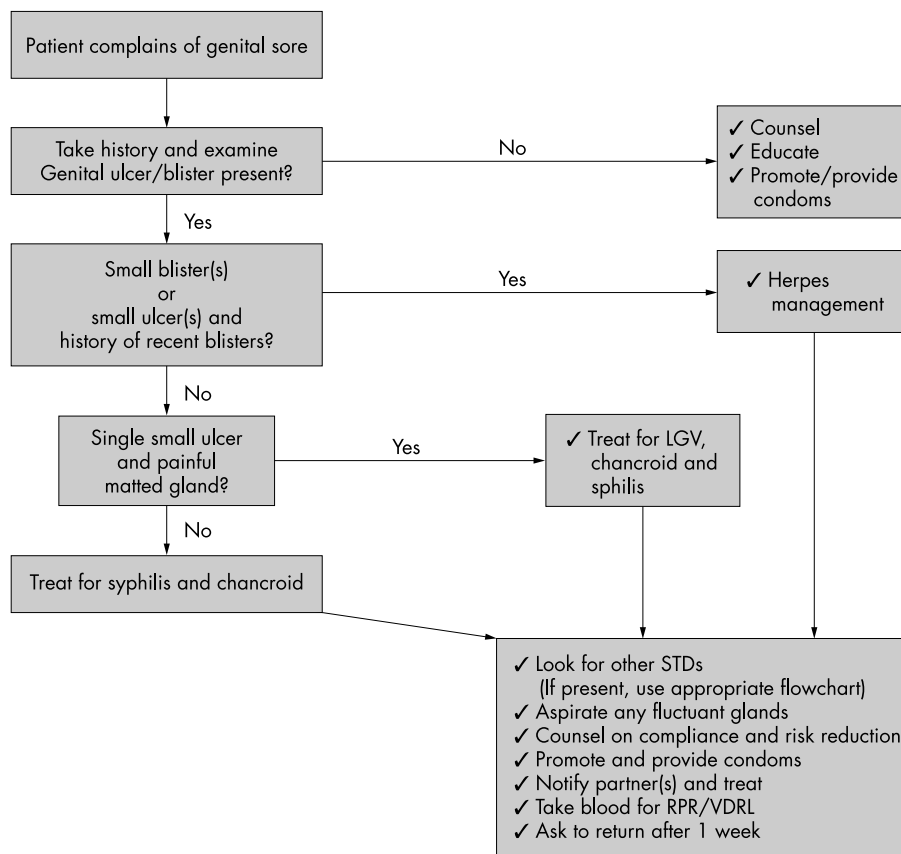 Patient complains of genital sore
Take history and examine
Genital ulcer/blister present?
No
✓ Counsel
✓ Educate
✓ Promote/provide
condoms
Yes
Small blister(s)
or
small ulcer(s) and
history of recent blisters?
Yes
✓ Herpes
management
No
Single small ulcer
and painful
matted gland?
Yes
✓ Treat for LGV,
chancroid and
sphilis
No
Treat for syphilis and chancroid
✓ Look for other STDs
(If present, use appropriate flowchart)
✓ Aspirate any fluctuant glands
✓ Counsel on compliance and risk reduction
✓ Promote and provide condoms
✓ Notify partner(s) and treat
✓ Take blood for RPR/VDRL
✓ Ask to return after 1 week